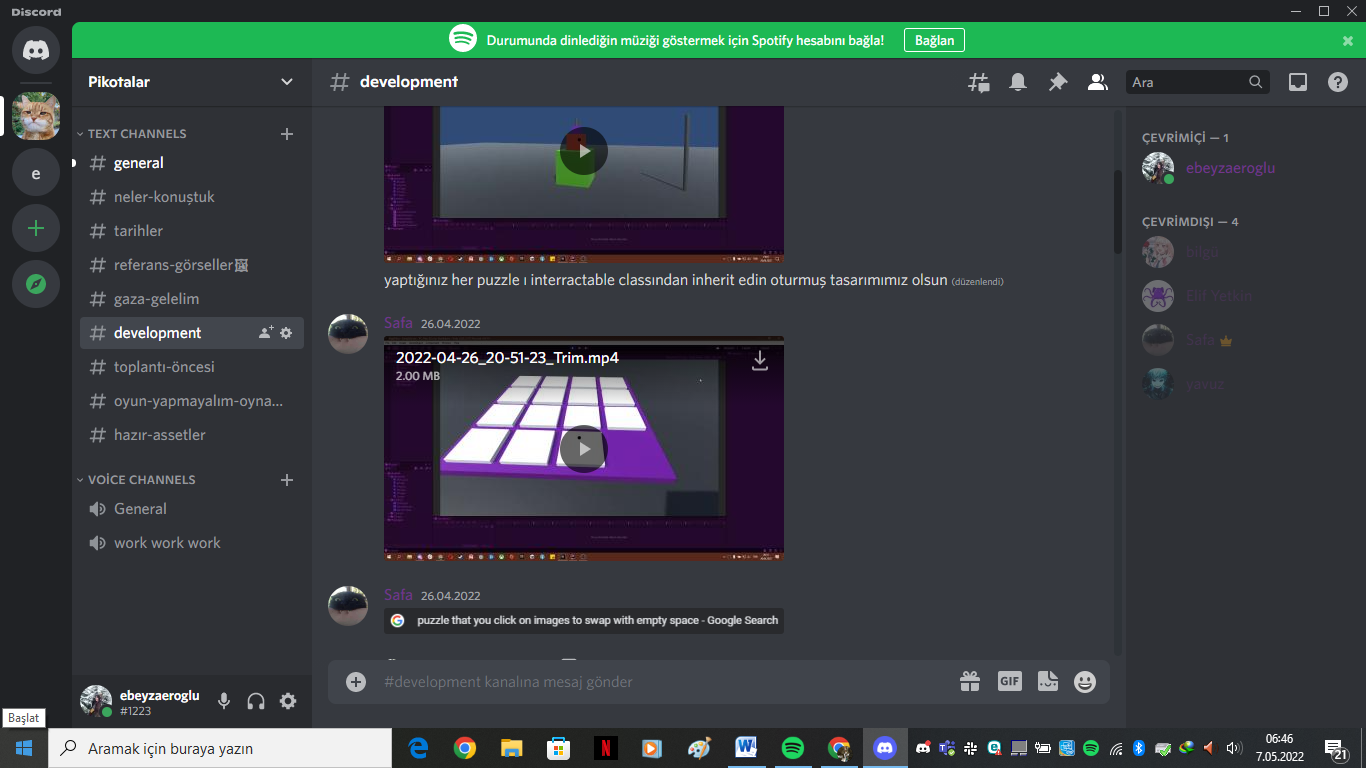 Discord
Durumunda dinlediğin müziği göstermek için Spotify hesabını bağla!
Bağlan
Pikotalar
development
Ara
TEXT CHANNELS
general
neler-konuştuk
tarihler
referans-görseller
gaza-gelelim
development
toplantı-öncesi
oyun-yapmayalım-oyna...
hazır-assetler
VOİCE CHANNELS
General
work work work
e
yaptığınız her puzzle ı interractable classından inherit edin oturmuş tasarımımız olsun (düzenlendi)
Safa 26.04.2022
2022-04-26_20-51-23_Trim.mp4
2.00 MB
Safa 26.04.2022
puzzle that you click on images to swap with empty space - Google Search
#development kanalına mesaj gönder
GIF
ÇEVRİMİÇİ — 1
ebeyzaeroglu
ÇEVRİMDIŞI — 4
bilgü
Elif Yetkin
Safa
yavuz
ebeyzaeroglu
#1223
Başlat
Aramak için buraya yazın
06:46
7.05.2022
21